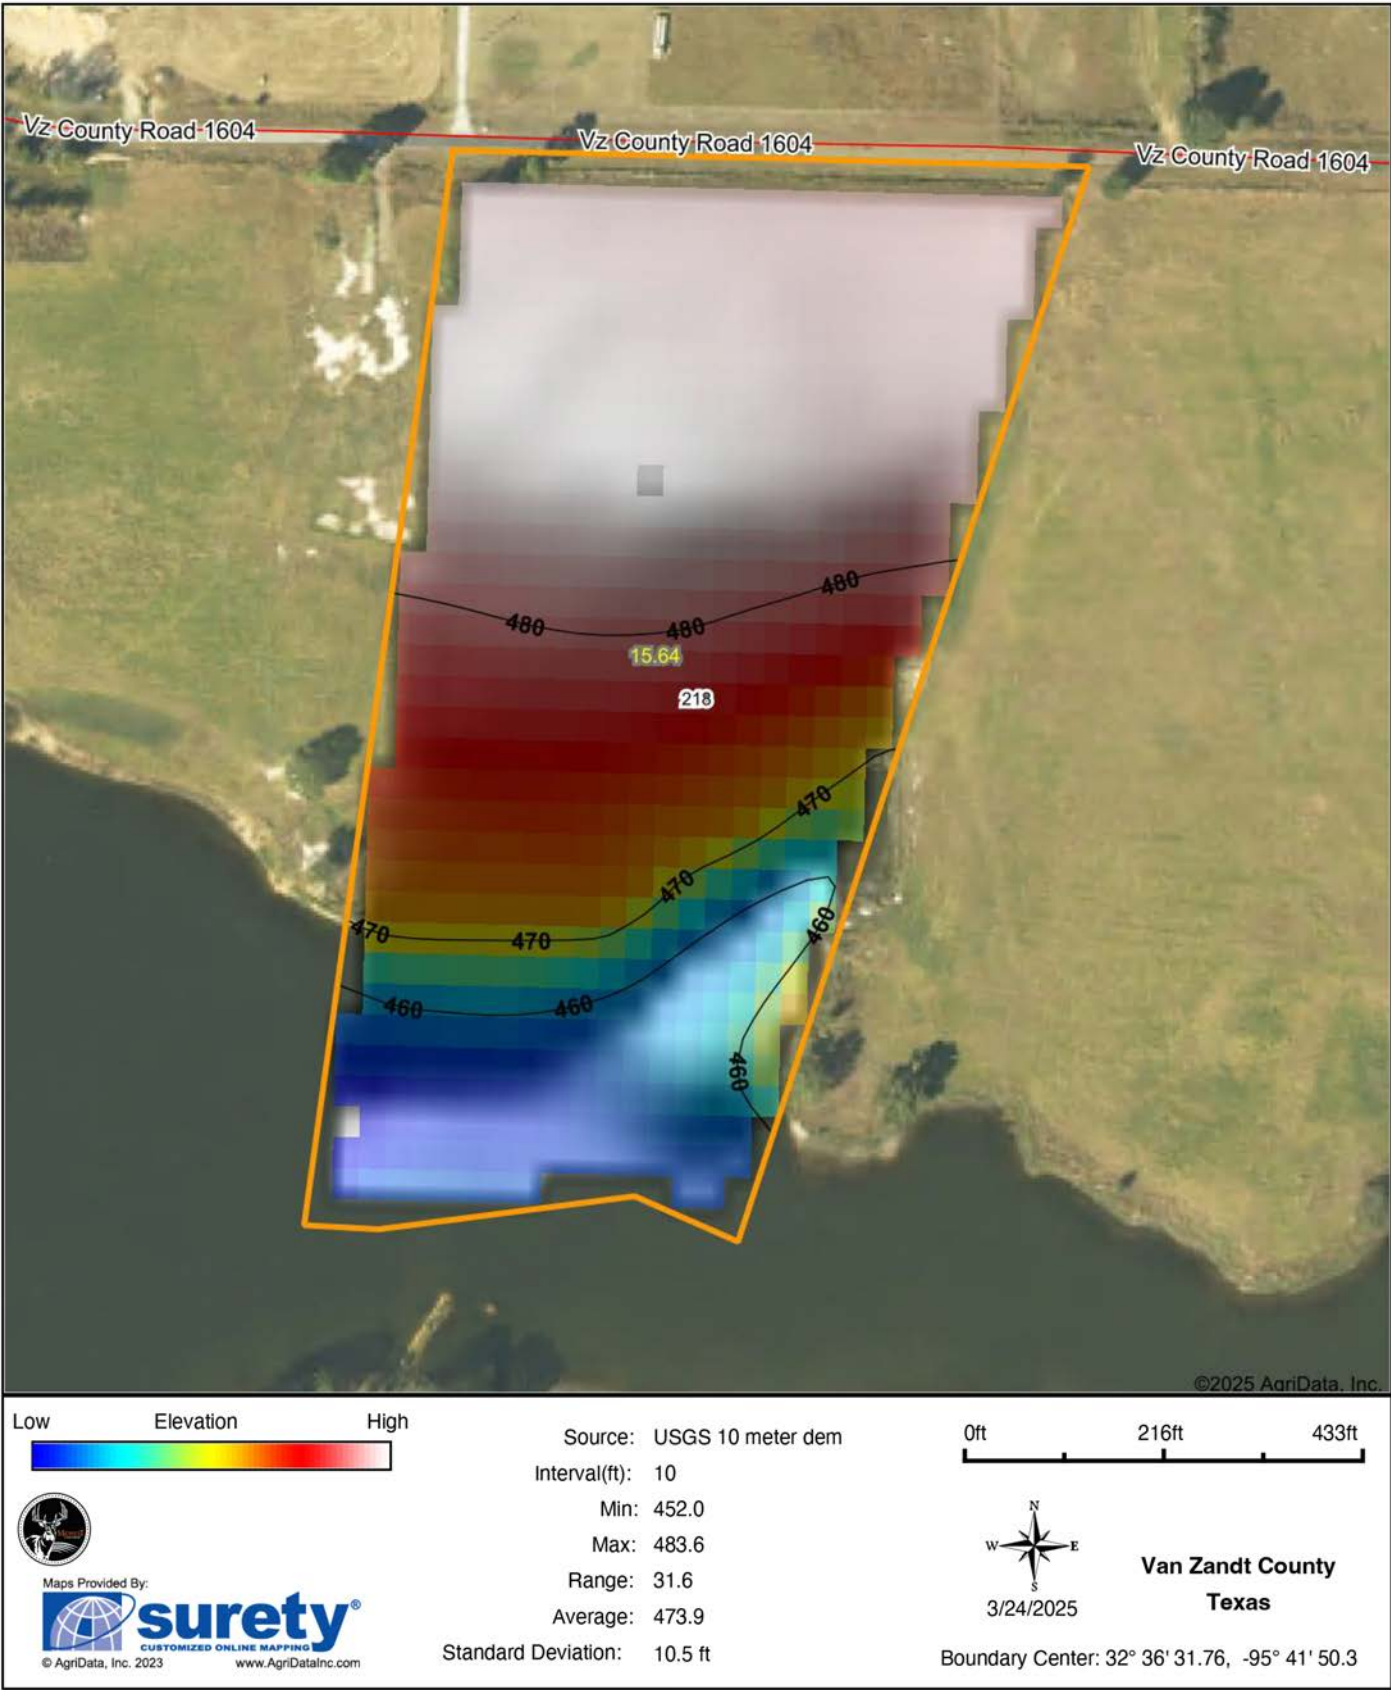 Vz County Road 1604
Vz County Road 1604
Vz County Road 1604
480
480
480
15.64
218
470
470
470
470
460
460
460
460
©2025 AgriData, Inc.
Low Elevation High
Source: USGS 10 meter dem
Interval(ft): 10
Min: 452.0
Max: 483.6
Range: 31.6
Average: 473.9
Standard Deviation: 10.5 ft
0ft 216ft 433ft
N
W E
S
3/24/2025
Van Zandt County
Texas
Boundary Center: 32° 36' 31.76, -95° 41' 50.3
Maps Provided By:
surety®
CUSTOMIZED ONLINE MAPPING
© AgriData, Inc. 2023 www.AgriDataInc.com